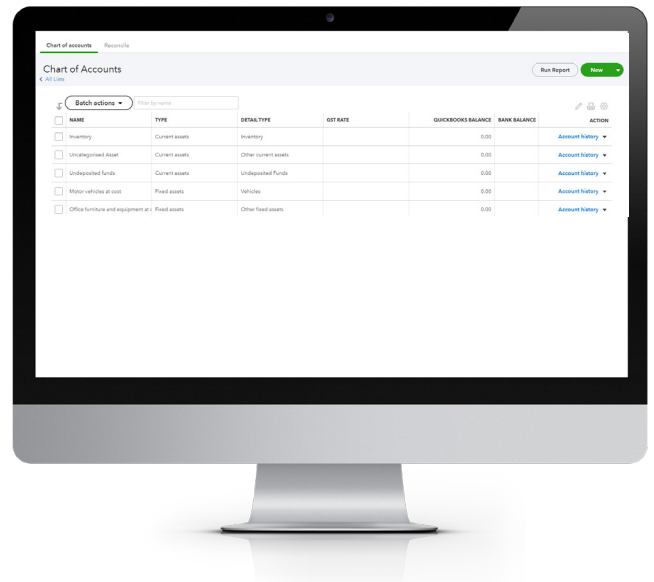 Chart of accounts Reconcile
Chart of Accounts
< All Lists
Run Report New
Batch actions Filter by name
NAME TYPE DETAIL TYPE GST RATE QUICKBOOKS BALANCE BANK BALANCE ACTION
Inventory Current assets Inventory 0.00 Account history
Uncategorised Asset Current assets Other current assets 0.00 Account history
Undeposited funds Current assets Undeposited Funds 0.00 Account history
Motor vehicles at cost Fixed assets Vehicles 0.00 Account history
Office furniture and equipment at c Fixed assets Other fixed assets 0.00 Account history